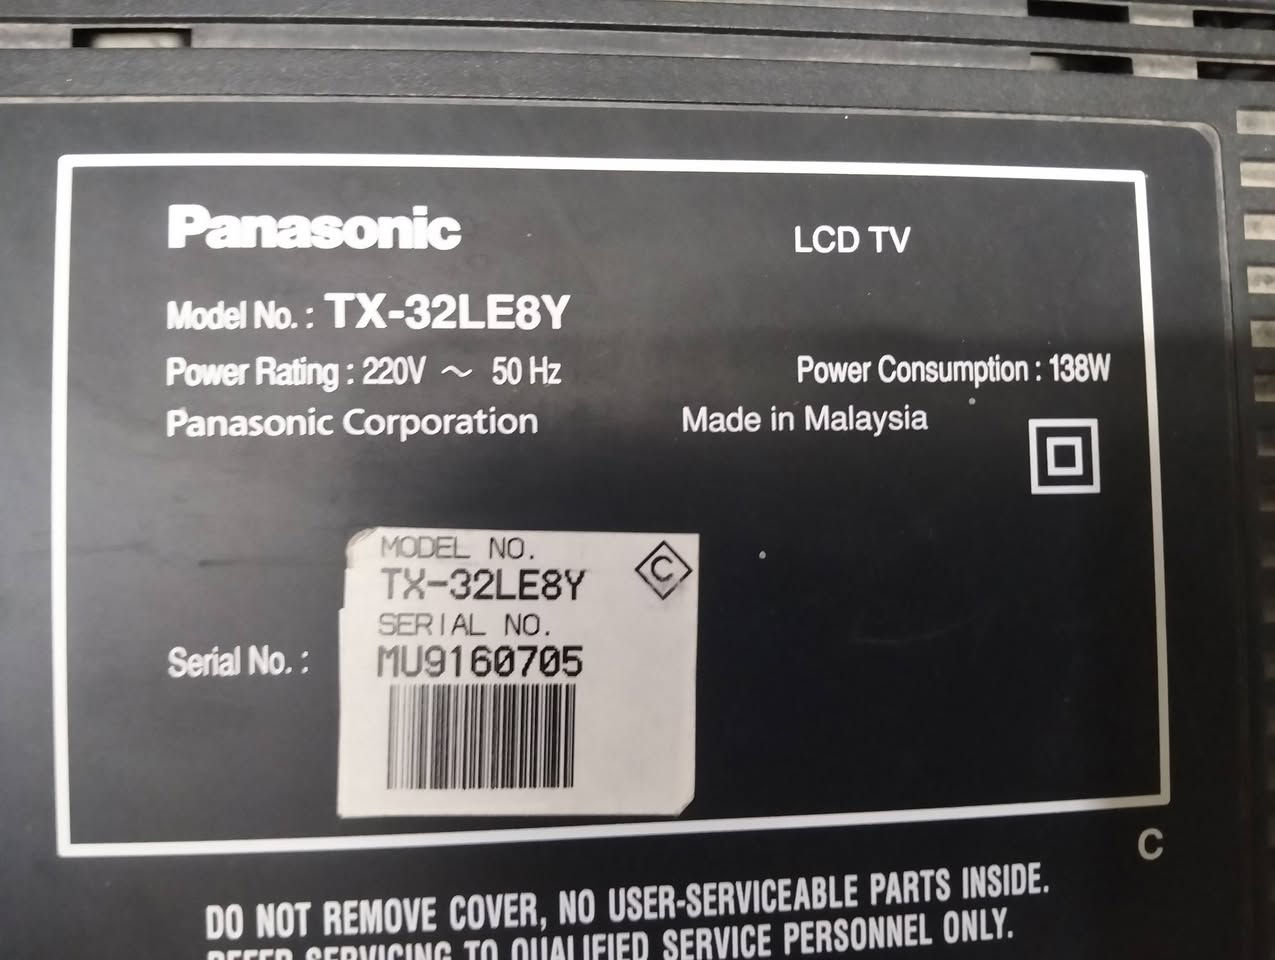 Panasonic
LCD TV
Model No. : TX-32LE8Y
Power Rating : 220V ~ 50 Hz
Power Consumption : 138W
Panasonic Corporation
Made in Malaysia
MODEL NO.
TX-32LE8Y
C
SERIAL NO.
Serial No. :
MU9160705
C
DO NOT REMOVE COVER, NO USER-SERVICEABLE PARTS INSIDE.
REFER SERVICING TO QUALIFIED SERVICE PERSONNEL ONLY.